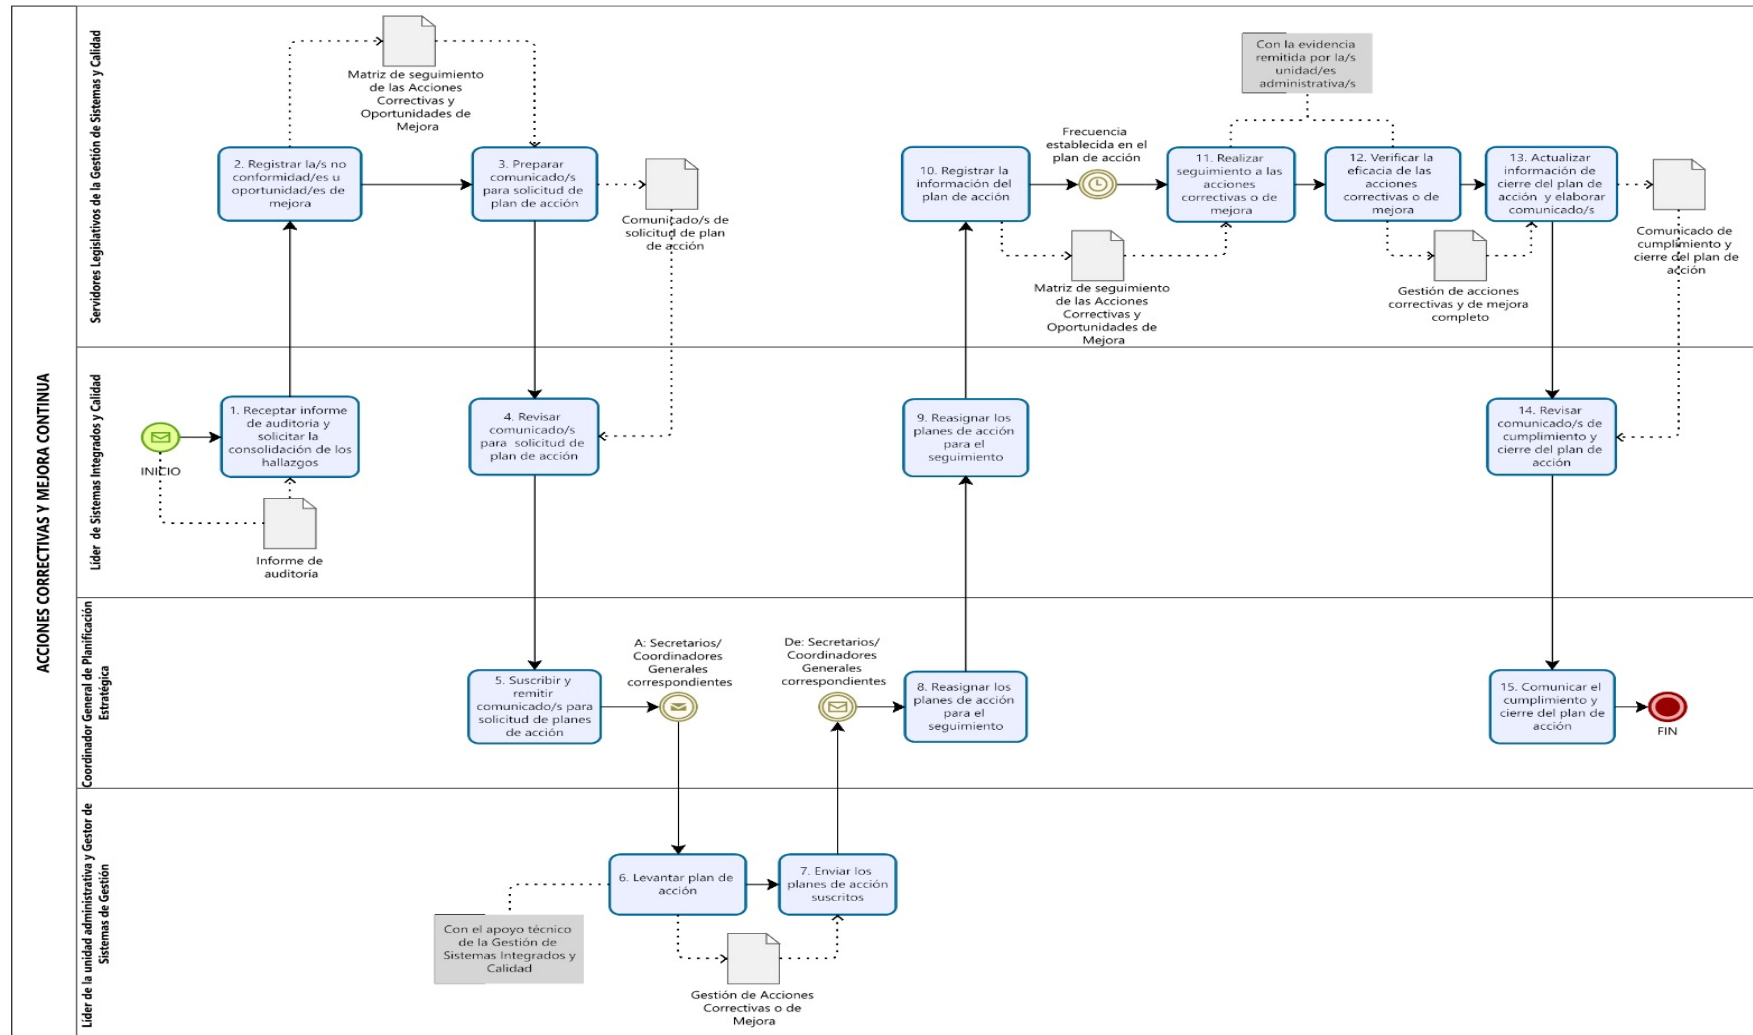 ACCIONES CORRECTIVAS Y MEJORA CONTINUA
Servidores Legislativos de la Gestión de Sistemas y Calidad
Matriz de seguimiento
de las Acciones
Correctivas y
Oportunidades de
Mejora
2. Registrar la/s no
conformidad/es u
oportunidad/es de
mejora
3. Preparar
comunicado/s
para solicitud de
plan de acción
Comunicado/s de
solicitud de plan
de acción
10. Registrar la
información del
plan de acción
Frecuencia
establecida en el
plan de acción
Matriz de seguimiento
de las Acciones
Correctivas y
Oportunidades de
Mejora
Con la evidencia
remitida por la/s
unidad/es
administrativa/s
11. Realizar
seguimiento a las
acciones
correctivas o de
mejora
12. Verificar la
eficacia de las
acciones
correctivas o de
mejora
Gestión de acciones
correctivas y de mejora
completo
13. Actualizar
información de
cierre del plan de
acción y elaborar
comunicado/s
Comunicado de
cumplimiento y
cierre del plan de
acción
Líder de Sistemas Integrados y Calidad
INICIO
1. Receptar informe
de auditoria y
solicitar la
consolidación de los
hallazgos
Informe de
auditoría
4. Revisar
comunicado/s
para solicitud de
plan de acción
9. Reasignar los
planes de acción
para el
seguimiento
14. Revisar
comunicado/s de
cumplimiento y
cierre del plan de
acción
Coordinador General de Planificación
Estratégica
5. Suscribir y
remitir
comunicado/s para
solicitud de planes
de acción
A: Secretarios/
Coordinadores
Generales
correspondientes
De: Secretarios/
Coordinadores
Generales
correspondientes
8. Reasignar los
planes de acción
para el
seguimiento
15. Comunicar el
cumplimiento y
cierre del plan de
acción
FIN
Líder de la unidad administrativa y Gestor de
Sistemas de Gestión
6. Levantar plan de
acción
7. Enviar los
planes de acción
suscritos
Con el apoyo técnico
de la Gestión de
Sistemas Integrados y
Calidad
Gestión de Acciones
Correctivas o de
Mejora